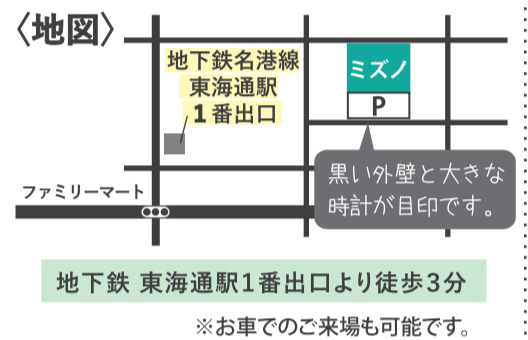 〈地図〉
地下鉄名港線
東海通駅
1番出口
ミズノ
P
黒い外壁と大きな
時計が目印です。
ファミリーマート
地下鉄 東海通駅1番出口より徒歩3分
※お車でのご来場も可能です。